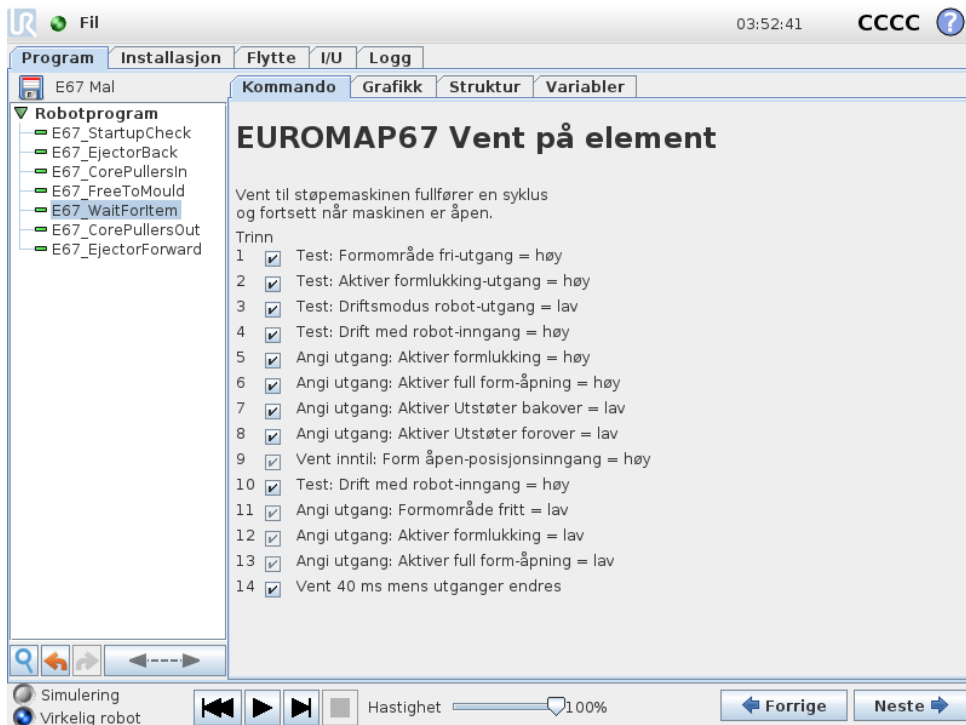 UR Fil 03:52:41 CCCC ?
Program Installasjon Flytte I/U Logg
E67 Mal
Kommando Grafikk Struktur Variabler
Robotprogram
E67_StartupCheck
E67_EjectorBack
E67_CorePullersIn
E67_FreeToMould
E67_WaitForItem
E67_CorePullersOut
E67_EjectorForward
EUROMAP67 Vent på element
Vent til støpemaskinen fullfører en syklus
og fortsett når maskinen er åpen.
Trinn
1 Test: Formområde fri-utgang = høy
2 Test: Aktiver formlukking-utgang = høy
3 Test: Driftsmodus robot-utgang = lav
4 Test: Drift med robot-inngang = høy
5 Angi utgang: Aktiver formlukking = høy
6 Angi utgang: Aktiver full form-åpning = høy
7 Angi utgang: Aktiver Utstøter bakover = lav
8 Angi utgang: Aktiver Utstøter forover = lav
9 Vent inntil: Form åpen-posisjonsinngang = høy
10 Test: Drift med robot-inngang = høy
11 Angi utgang: Formområde fritt = lav
12 Angi utgang: Aktiver formlukking = lav
13 Angi utgang: Aktiver full form-åpning = lav
14 Vent 40 ms mens utganger endres
Simulering
Virkelig robot
Hastighet 100%
Forrige Neste